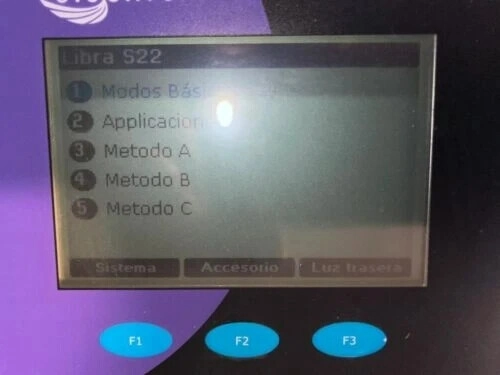 Libra S22
1 Modos Bás
2 Applicacion
3 Metodo A
4 Metodo B
5 Metodo C
Sistema Accesorio Luz trasera
F1 F2 F3